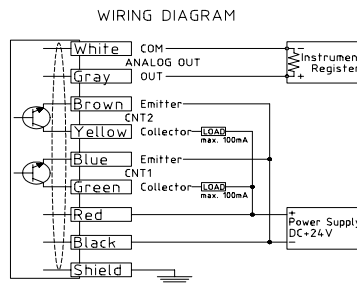 WIRING DIAGRAM
White COM −
ANALOG OUT Instrumen
Gray OUT + Register
Brown Emitter
CNT2
Yellow Collector LOAD
max. 100mA
Blue Emitter
CNT1
Green Collector LOAD
max. 100mA
Red +
Power Supply
DC+24V
Black −
Shield